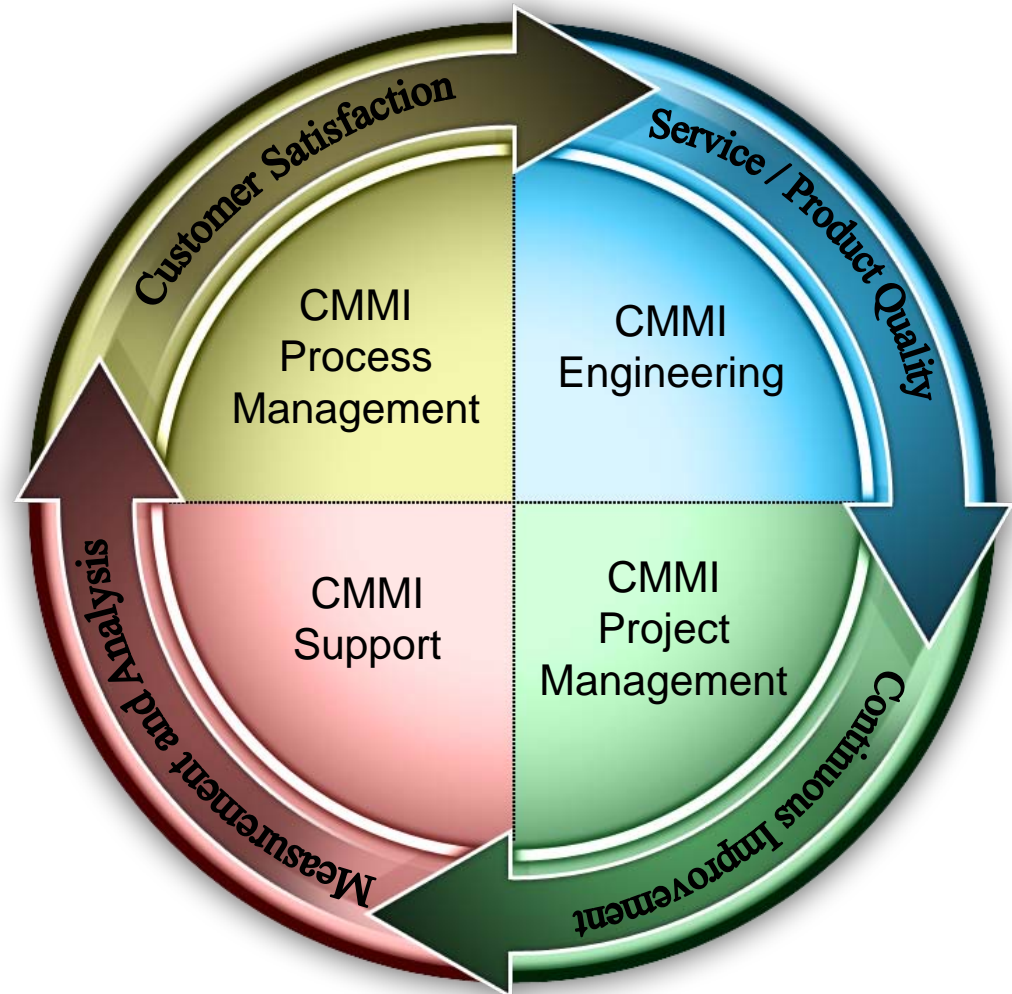 Customer Satisfaction
Service / Product Quality
CMMI
Process
Management
CMMI
Engineering
CMMI
Support
CMMI
Project
Management
Measurement and Analysis
Continuous Improvement